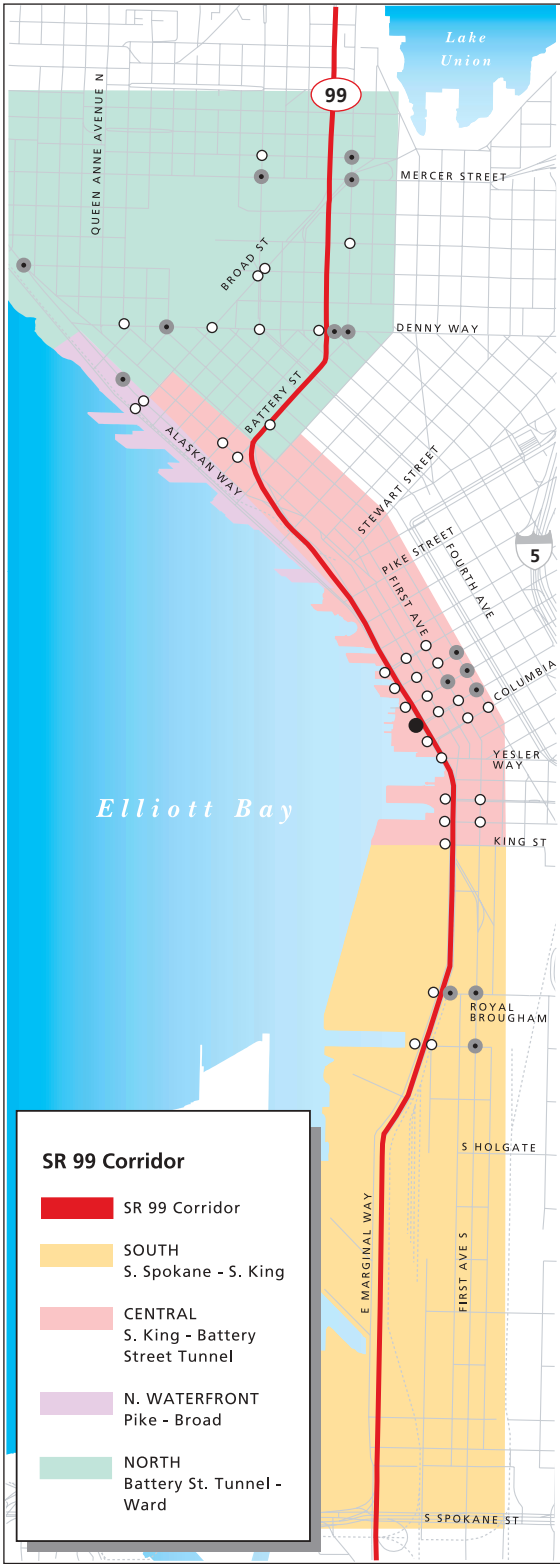 Lake
Union
99
QUEEN ANNE AVENUE N
MERCER STREET
BROAD ST
DENNY WAY
BATTERY ST
ALASKAN WAY
STEWART STREET
PIKE STREET
FOURTH AVE
5
FIRST AVE
COLUMBIA
YESLER
WAY
Elliott Bay
KING ST
ROYAL
BROUGHAM
S HOLGATE
E MARGINAL WAY
FIRST AVE S
S SPOKANE ST
SR 99 Corridor
SR 99 Corridor
SOUTH
S. Spokane - S. King
CENTRAL
S. King - Battery
Street Tunnel
N. WATERFRONT
Pike - Broad
NORTH
Battery St. Tunnel -
Ward